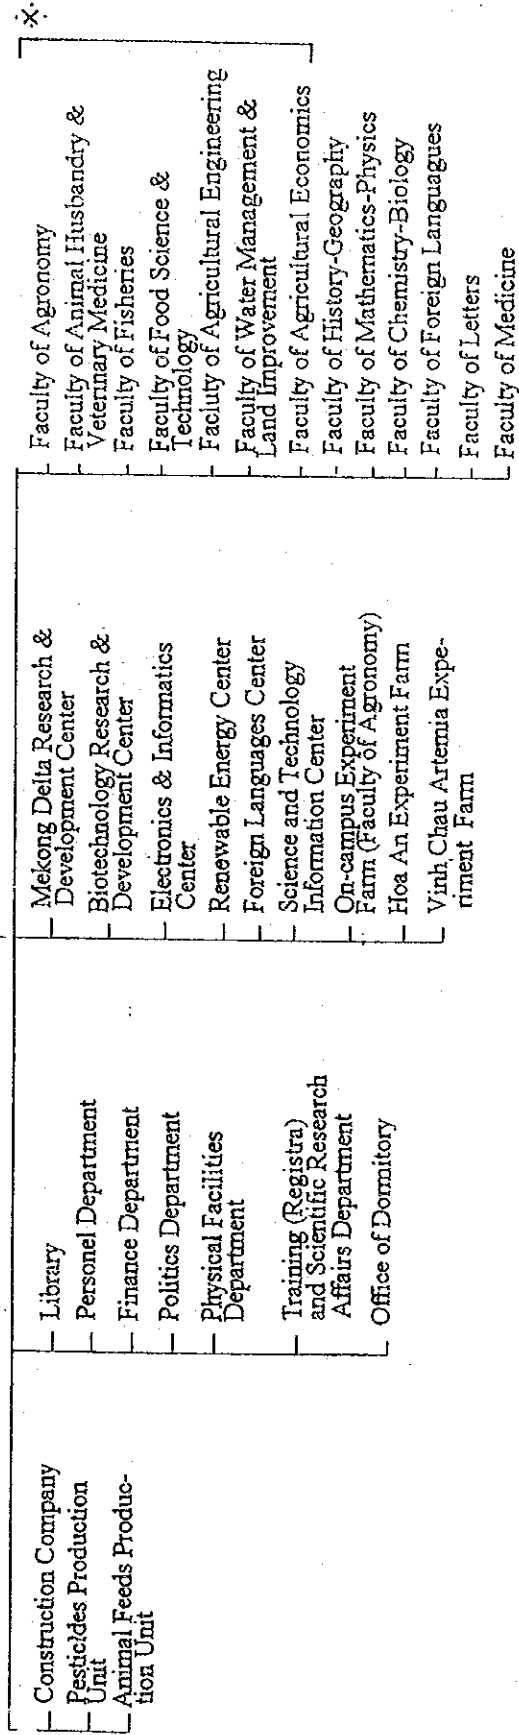 Construction Company
Pesticides Production
Unit
Animal Feeds Produc-
tion Unit
Library
Personel Department
Finance Department
Politics Department
Physical Facilities
Department
Training (Registra)
and Scientific Research
Affairs Department
Office of Dormitory
Mekong Delta Research &
Development Center
Biotechnology Research &
Development Center
Electronics & Informatics
Center
Renewable Energy Center
Foreign Languages Center
Science and Technology
Information Center
On-campus Experiment
Farm (Faculty of Agronomy)
Hoa An Experiment Farm
Vinh Chau Artemia Expe-
riment Farm
※
Faculty of Agronomy
Faculty of Animal Husbandry &
Veterinary Medicine
Faculty of Fisheries
Faculty of Food Science &
Technology
Facluty of Agricultural Engineering
Faculty of Water Management &
Land Improvement
Faculty of Agricultural Economics
Faculty of History-Geography
Faculty of Mathematics-Physics
Faculty of Chemistry-Biology
Faculty of Foreign Languagues
Faculty of Letters
Faculty of Medicine